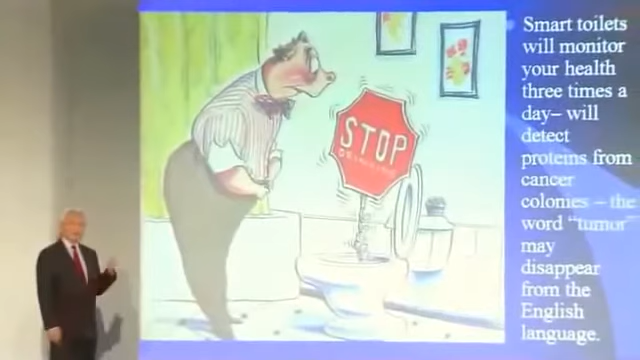 STOP
DRINKING
Smart toilets
will monitor
your health
three times a
day– will
detect
proteins from
cancer
colonies – the
word “tumor”
may
disappear
from the
English
language.